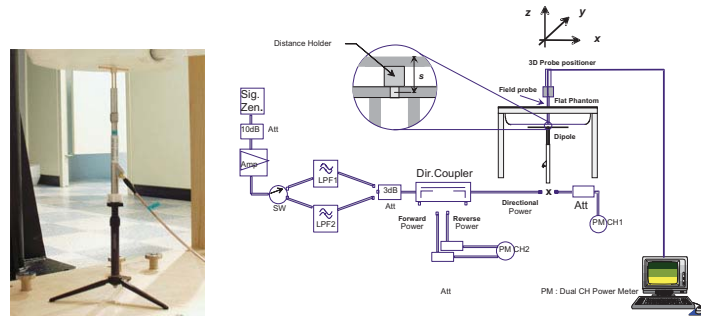 z
y
x
Distance Holder
s
3D Probe positioner
Field probe
Flat Phantom
Dipole
Sig.
Zen.
10dB
Att
Amp
SW
LPF1
LPF2
3dB
Att
Dir.Coupler
Forward
Power
Reverse
Power
Directional
Power
x
Att
PM CH1
PM CH2
Att
PM : Dual CH Power Meter